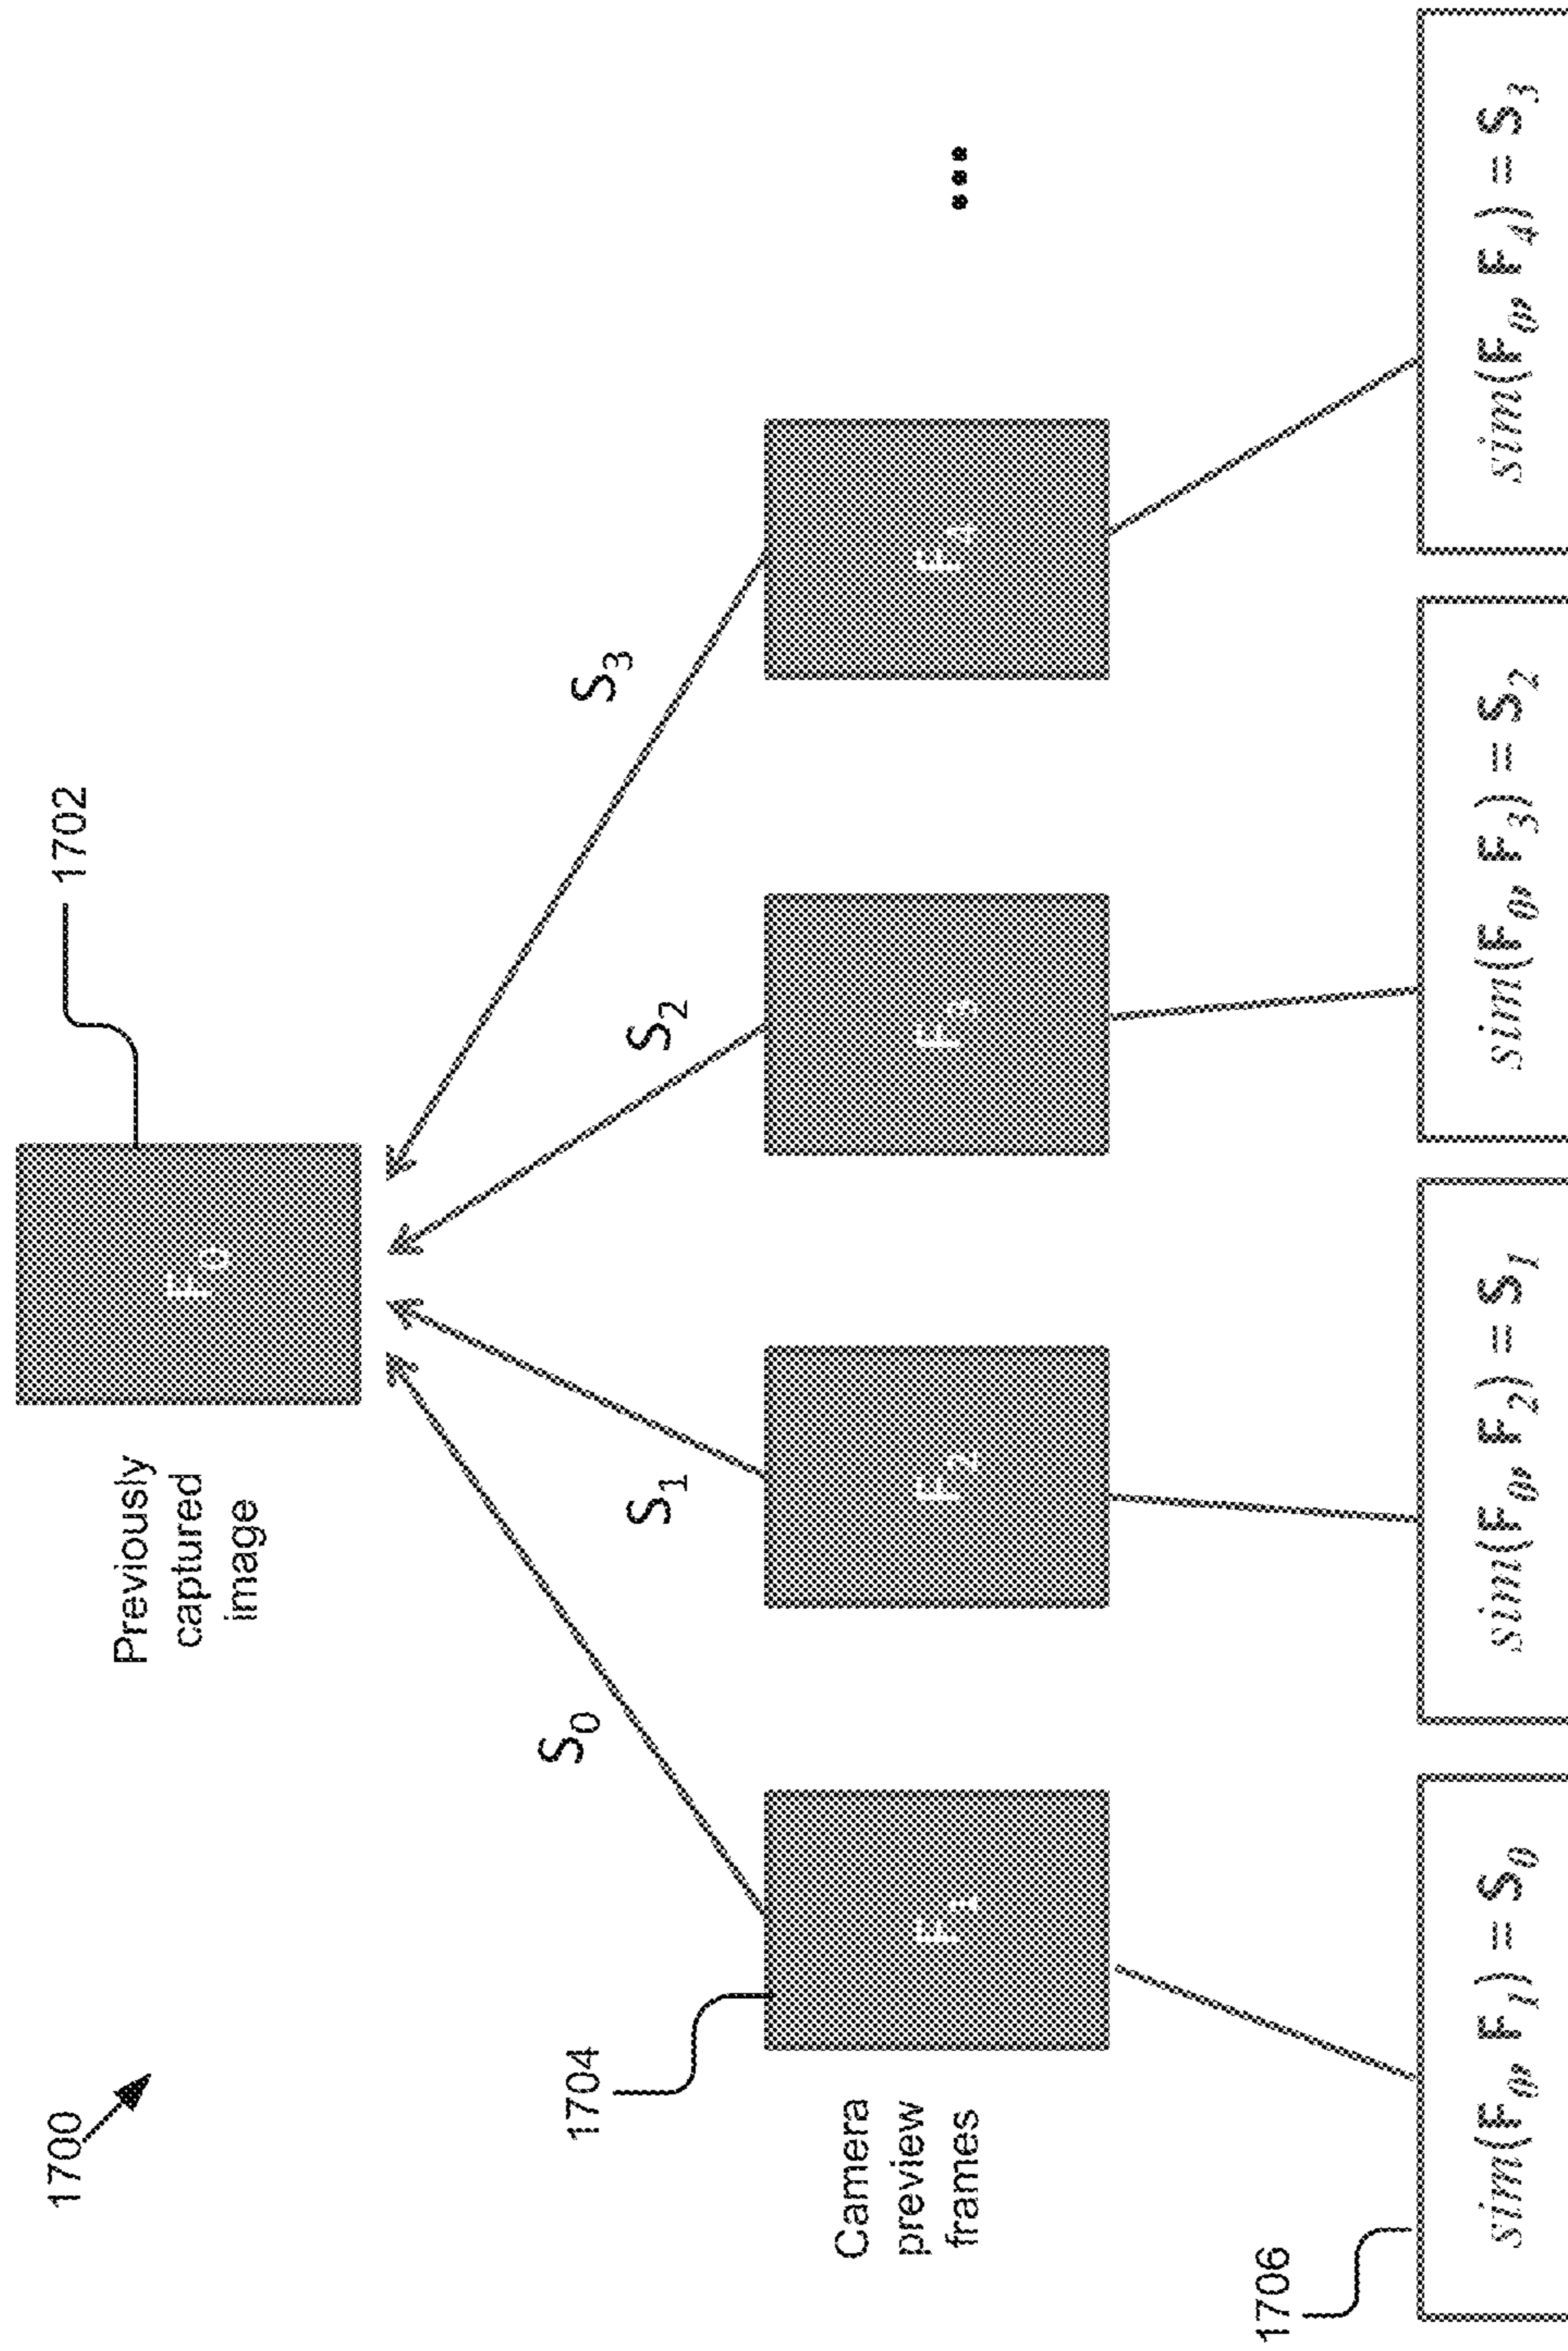 1700
Previously
captured
image
F₀
1702
S₀
S₁
S₂
S₃
1704
Camera
preview
frames
F₁
F₂
F₃
F₄
...
1706
sim(F₀, F₁) = S₀
sim(F₀, F₂) = S₁
sim(F₀, F₃) = S₂
sim(F₀, F₄) = S₃